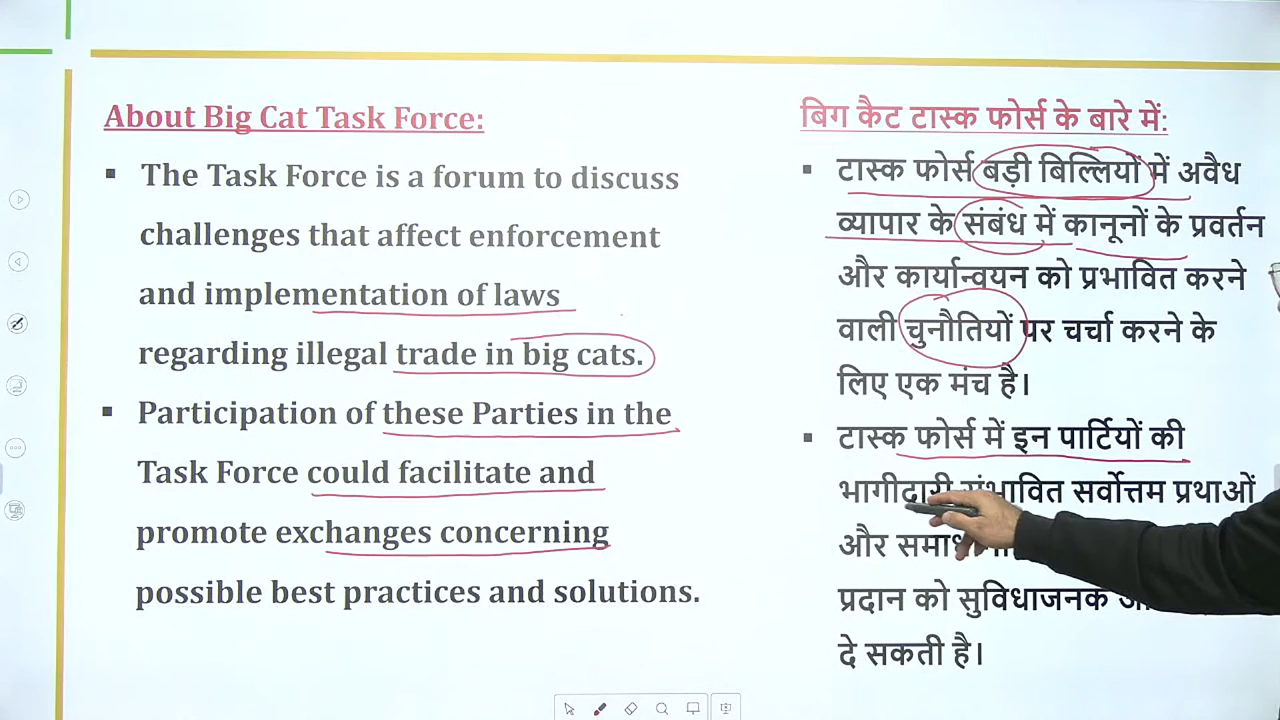 About Big Cat Task Force:
▪ The Task Force is a forum to discuss
challenges that affect enforcement
and implementation of laws
regarding illegal trade in big cats.
▪ Participation of these Parties in the
Task Force could facilitate and
promote exchanges concerning
possible best practices and solutions.
बिग कैट टास्क फोर्स के बारे में:
▪ टास्क फोर्स बड़ी बिल्लियों में अवैध
व्यापार के संबंध में कानूनों के प्रवर्तन
और कार्यान्वयन को प्रभावित करने
वाली चुनौतियों पर चर्चा करने के
लिए एक मंच है।
▪ टास्क फोर्स में इन पार्टियों की
भागीदारी संभावित सर्वोत्तम प्रथाओं
और
प्रदान को सुविधाजनक
दे सकती है।